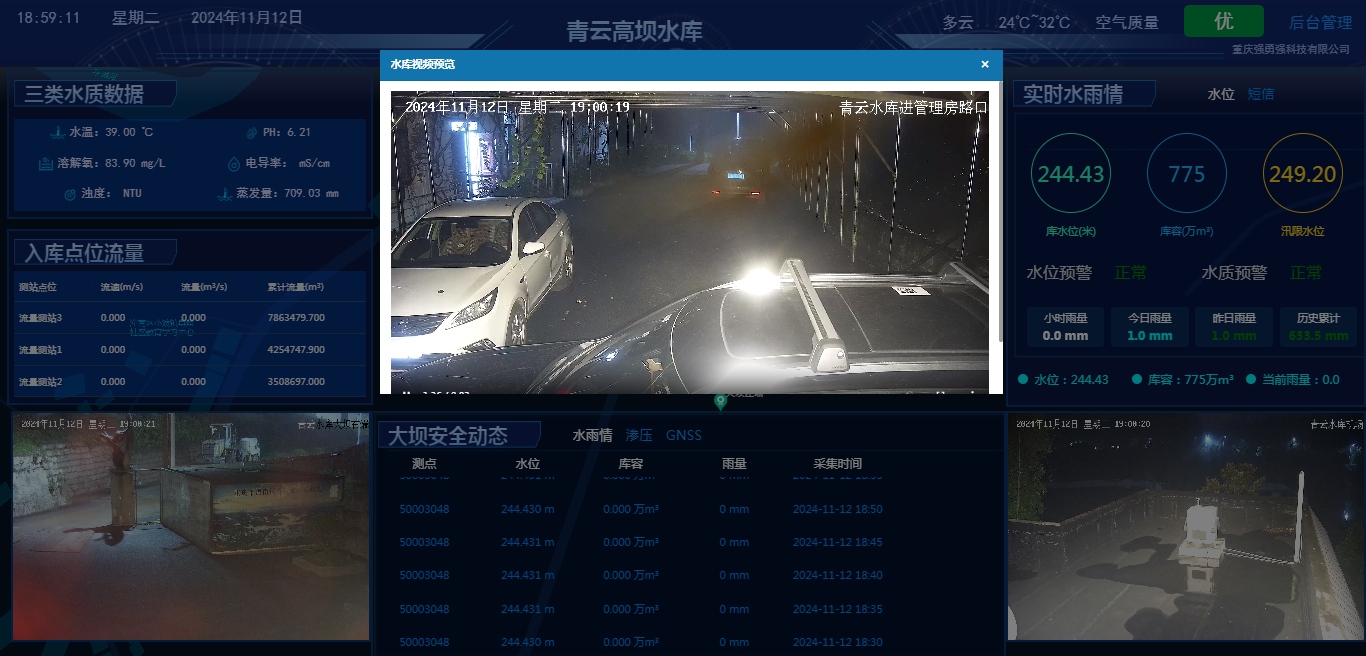 18:59:11 星期二 2024年11月12日
青云高坝水库
多云 24℃~32℃ 空气质量 优 后台管理
重庆强勇强科技有限公司
水库视频预览 ×
三类水质数据
水温：39.00 ℃ PH：6.21
溶解氧：83.90 mg/L 电导率： mS/cm
浊度： NTU 蒸发量：709.03 mm
入库点位流量
测站点位 流速(m/s) 流量(m³/s) 累计流量(m³)
流量测站3 0.000 0.000 7863479.700
流量测站1 0.000 0.000 4254747.900
流量测站2 0.000 0.000 3508697.000
2024年11月12日 星期二 19:00:19 青云水库进管理房路口
实时水雨情 水位 短信
244.43 775 249.20
库水位(米) 库容(万m³) 汛限水位
水位预警 正常 水质预警 正常
小时雨量 今日雨量 昨日雨量 历史累计
0.0 mm 1.0 mm 1.0 mm 633.5 mm
水位：244.43 库容：775万m³ 当前雨量：0.0
2024年11月12日 星期二 19:00:21 青云水库大坝右端
大坝安全动态 水雨情 渗压 GNSS
测点 水位 库容 雨量 采集时间
50003048 244.430 m 0.000 万m³ 0 mm 2024-11-12 18:50
50003048 244.431 m 0.000 万m³ 0 mm 2024-11-12 18:45
50003048 244.431 m 0.000 万m³ 0 mm 2024-11-12 18:40
50003048 244.431 m 0.000 万m³ 0 mm 2024-11-12 18:35
50003048 244.430 m 0.000 万m³ 0 mm 2024-11-12 18:30
2024年11月12日 星期二 19:00:20 青云水库